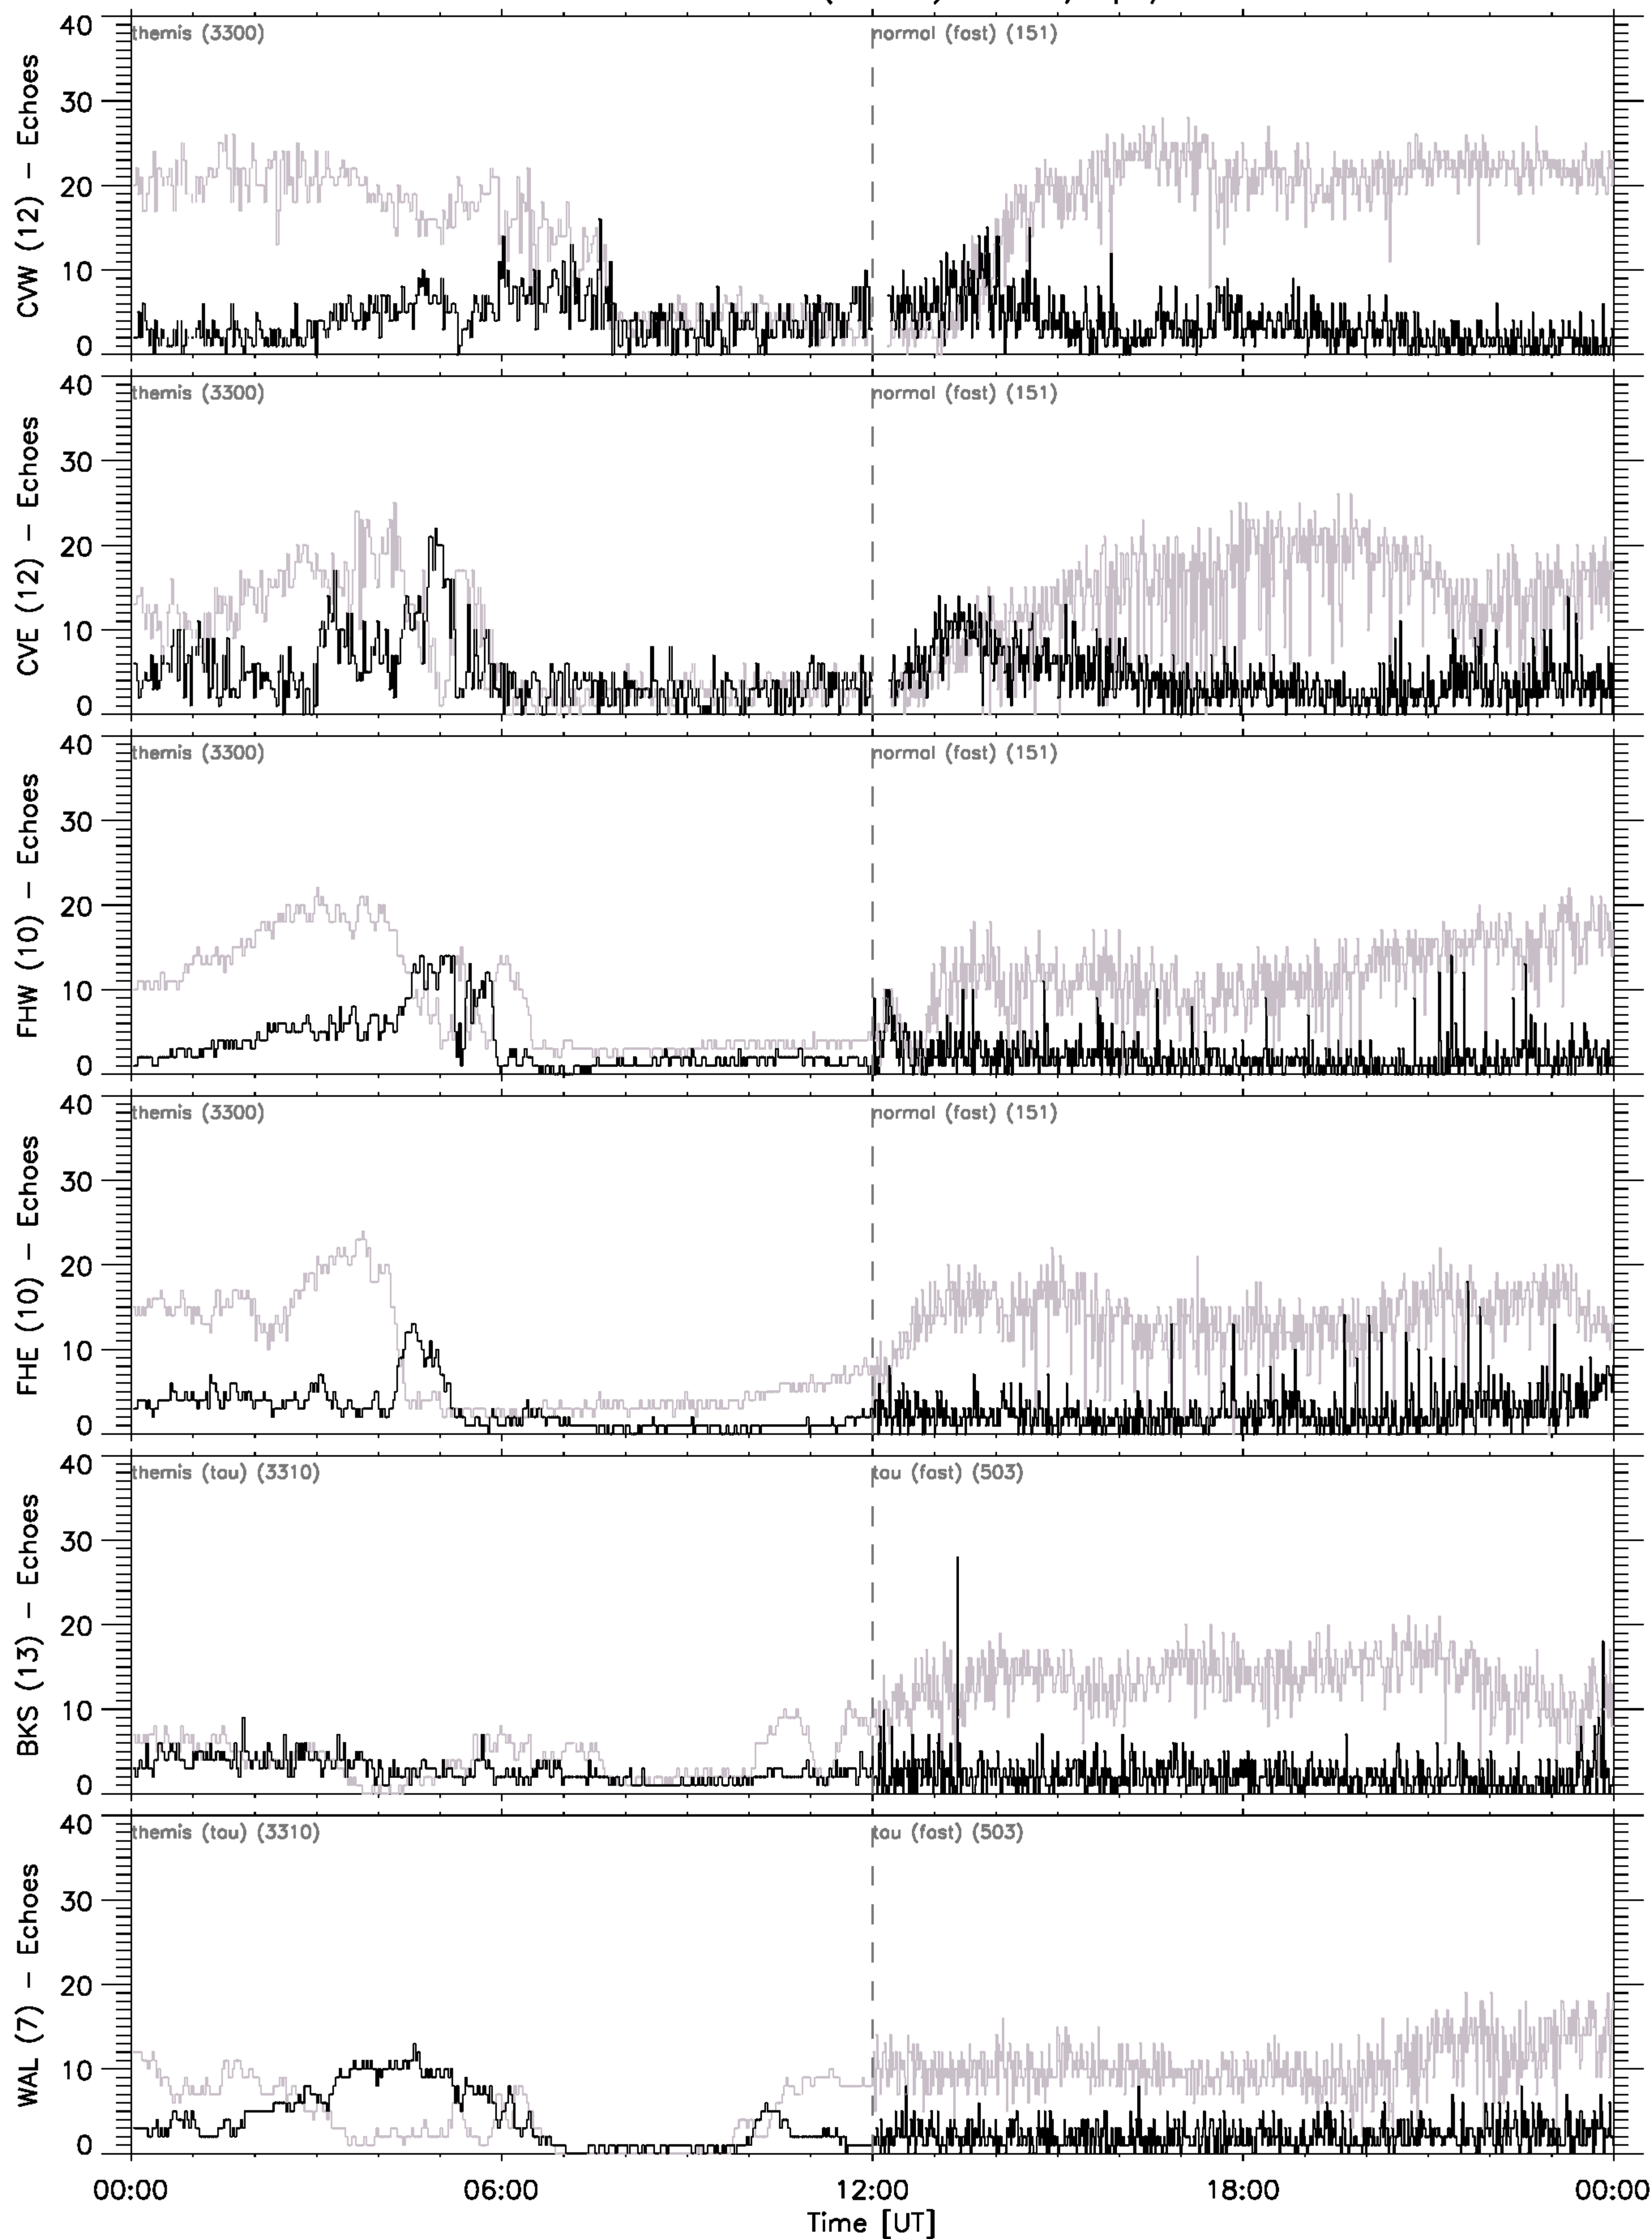 40
30
20
10
0
CVW (12) – Echoes
themis (3300)
normal (fast) (151)
40
30
20
10
0
CVE (12) – Echoes
themis (3300)
normal (fast) (151)
40
30
20
10
0
FHW (10) – Echoes
themis (3300)
normal (fast) (151)
40
30
20
10
0
FHE (10) – Echoes
themis (3300)
normal (fast) (151)
40
30
20
10
0
BKS (13) – Echoes
themis (tau) (3310)
tau (fast) (503)
40
30
20
10
0
WAL (7) – Echoes
themis (tau) (3310)
tau (fast) (503)
00:00 06:00 12:00 18:00 00:00
Time [UT]